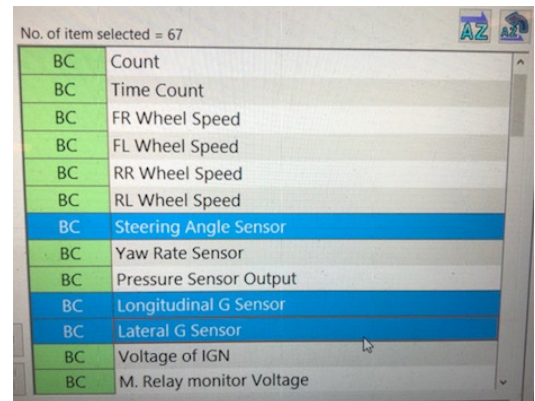 No. of item selected = 67
AZ AZ
BC Count
BC Time Count
BC FR Wheel Speed
BC FL Wheel Speed
BC RR Wheel Speed
BC RL Wheel Speed
BC Steering Angle Sensor
BC Yaw Rate Sensor
BC Pressure Sensor Output
BC Longitudinal G Sensor
BC Lateral G Sensor
BC Voltage of IGN
BC M. Relay monitor Voltage